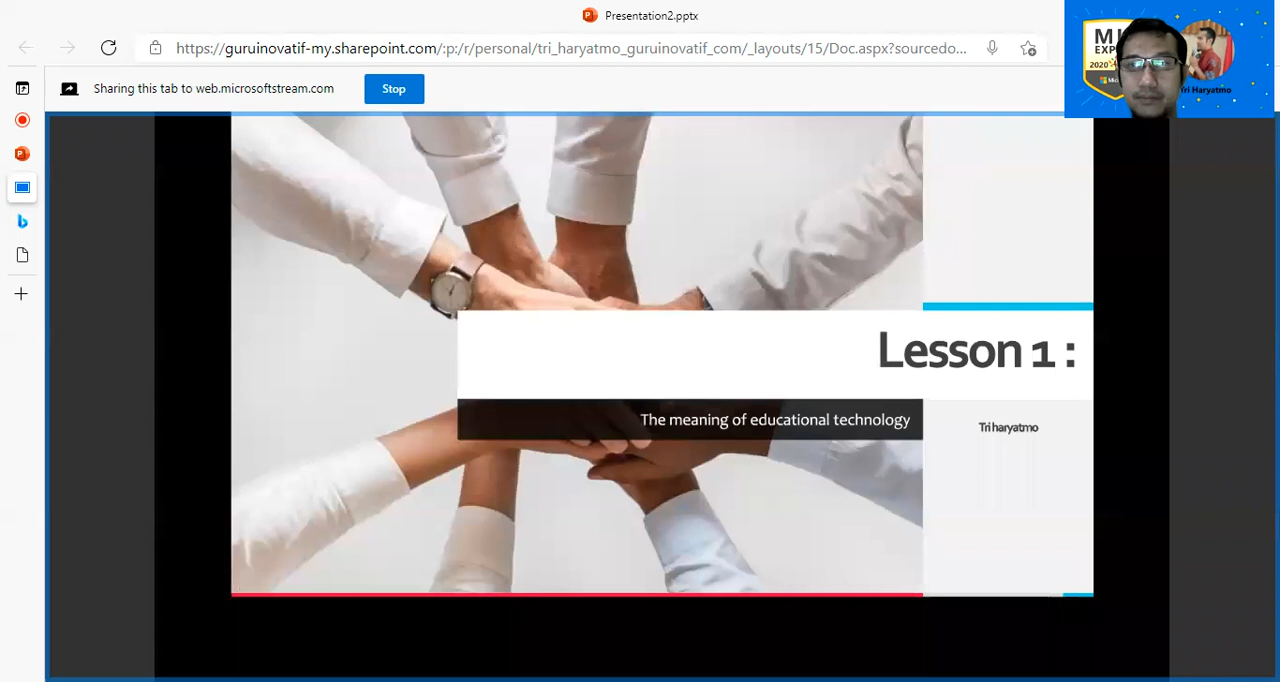 Presentation2.pptx
https://guruinovatif-my.sharepoint.com/:p:/r/personal/tri_haryatmo_guruinovatif_com/_layouts/15/Doc.aspx?sourcedo...
Sharing this tab to web.microsoftstream.com
Stop
2020
Tri Haryatmo
Lesson 1 :
The meaning of educational technology
Tri haryatmo